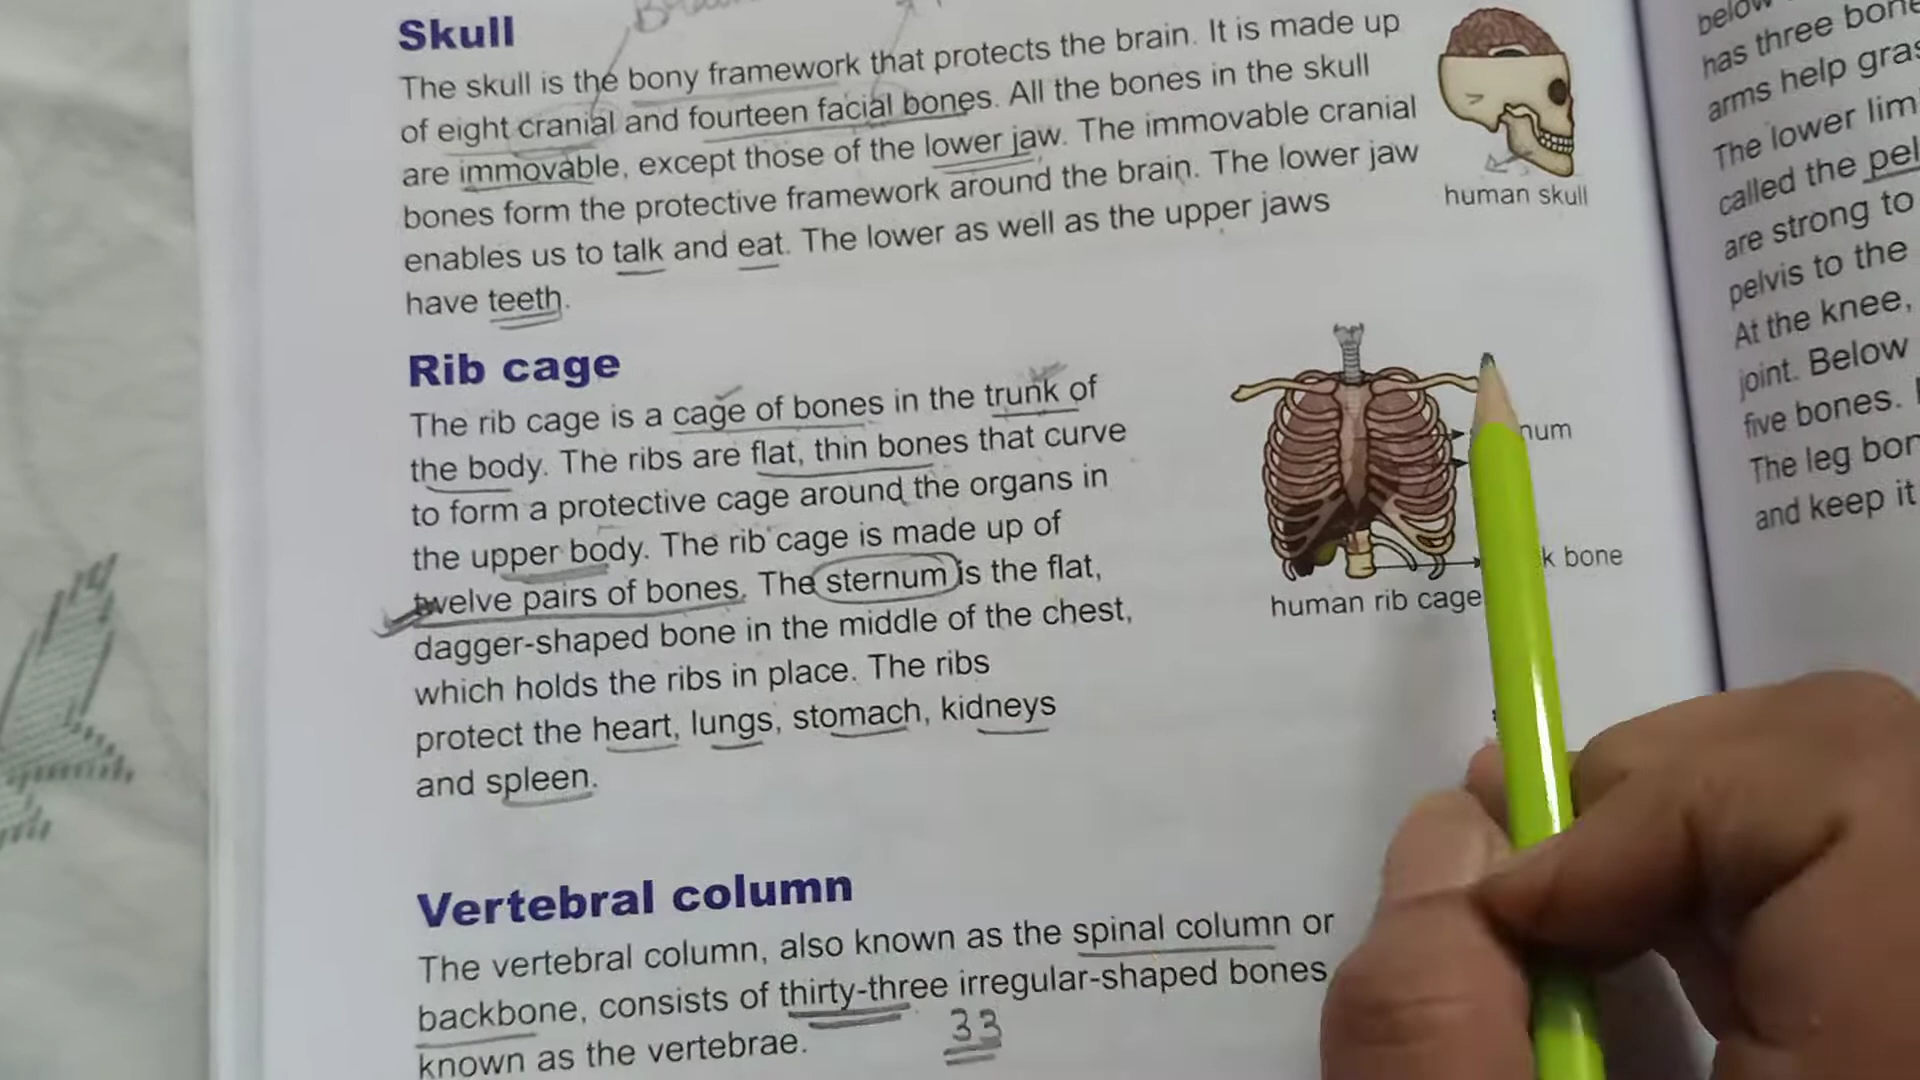 Skull
The skull is the bony framework that protects the brain. It is made up
of eight cranial and fourteen facial bones. All the bones in the skull
are immovable, except those of the lower jaw. The immovable cranial
bones form the protective framework around the brain. The lower jaw
enables us to talk and eat. The lower as well as the upper jaws
have teeth.
human skull
Rib cage
The rib cage is a cage of bones in the trunk of
the body. The ribs are flat, thin bones that curve
to form a protective cage around the organs in
the upper body. The rib cage is made up of
twelve pairs of bones. The sternum is the flat,
dagger-shaped bone in the middle of the chest,
which holds the ribs in place. The ribs
protect the heart, lungs, stomach, kidneys
and spleen.
bone
human rib cage
Vertebral column
The vertebral column, also known as the spinal column or
backbone, consists of thirty-three irregular-shaped bones
known as the vertebrae.
33
below
has three
arms help
The lower
called the
are strong to
pelvis to the
At the knee,
joint. Below
five bones.
The leg
and keep it